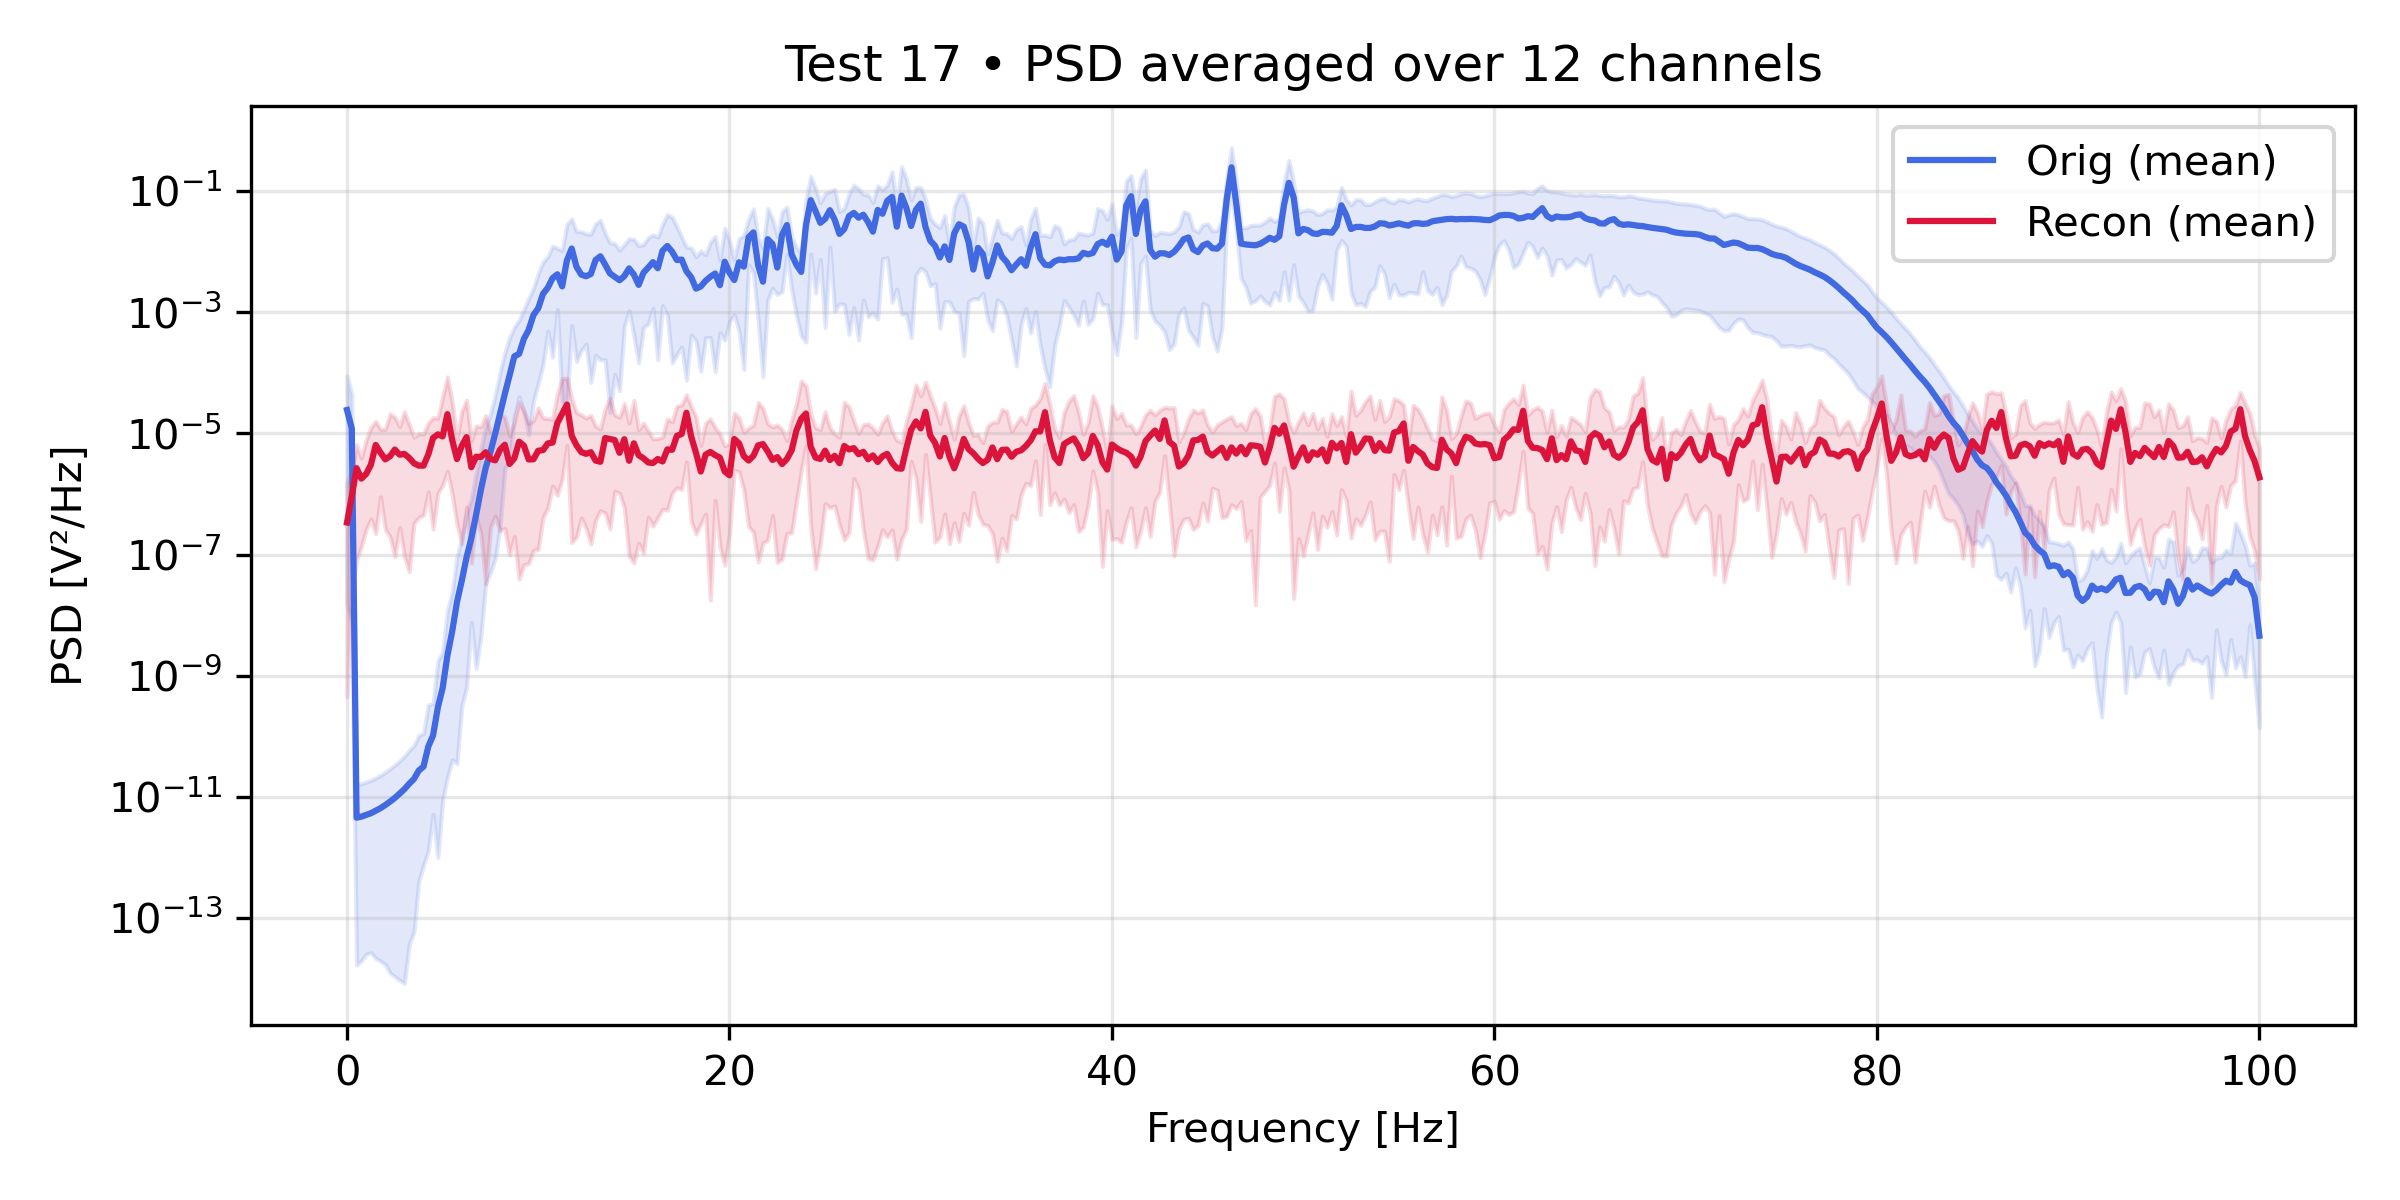 Test 17 • PSD averaged over 12 channels
Orig (mean)
Recon (mean)
PSD [V²/Hz]
10⁻¹
10⁻³
10⁻⁵
10⁻⁷
10⁻⁹
10⁻¹¹
10⁻¹³
0 20 40 60 80 100
Frequency [Hz]